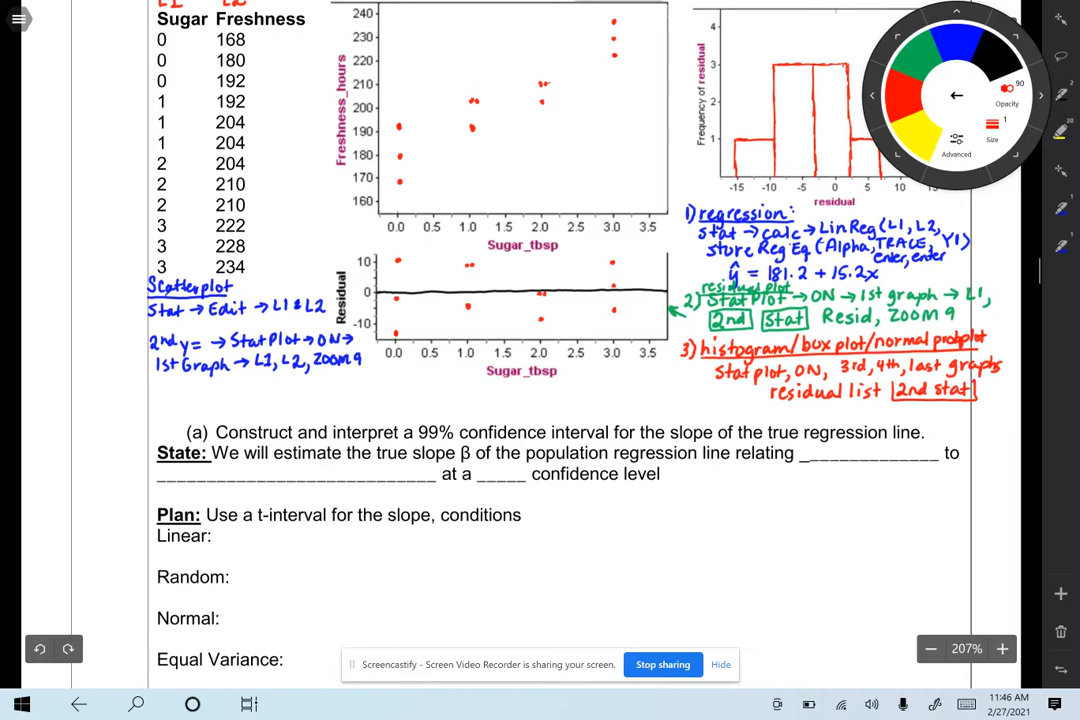 L1 L2
Sugar Freshness
0 168
0 180
0 192
1 192
1 204
1 204
2 204
2 210
2 210
3 222
3 228
3 234
Scatterplot
Stat → Edit → L1 & L2
2nd y= → StatPlot → ON →
1st Graph → L1, L2, Zoom 9
Freshness_hours
240
230
220
210
200
190
180
170
160
0.0 0.5 1.0 1.5 2.0 2.5 3.0 3.5
Sugar_tbsp
Residual
10
0
-10
0.0 0.5 1.0 1.5 2.0 2.5 3.0 3.5
Sugar_tbsp
Frequency of residual
4
3
2
1
-15 -10 -5 0 5 10
residual
1) regression:
Stat → calc → LinReg (L1, L2,
store Reg Eq (Alpha, TRACE, Y1)
enter, enter
ŷ = 181.2 + 15.2x
residual plot
2) Stat Plot → ON → 1st graph → L1,
2nd Stat Resid, Zoom 9
3) histogram/box plot/normal probplot
Stat plot, ON, 3rd, 4th, last graphs
residual list 2nd stat
(a) Construct and interpret a 99% confidence interval for the slope of the true regression line.
State: We will estimate the true slope β of the population regression line relating ______________ to
____________________________ at a _____ confidence level
Plan: Use a t-interval for the slope, conditions
Linear:
Random:
Normal:
Equal Variance:
90
Opacity
1
Size
Advanced
2
20
1
1
Screencastify - Screen Video Recorder is sharing your screen. Stop sharing Hide
207%
11:46 AM
2/27/2021